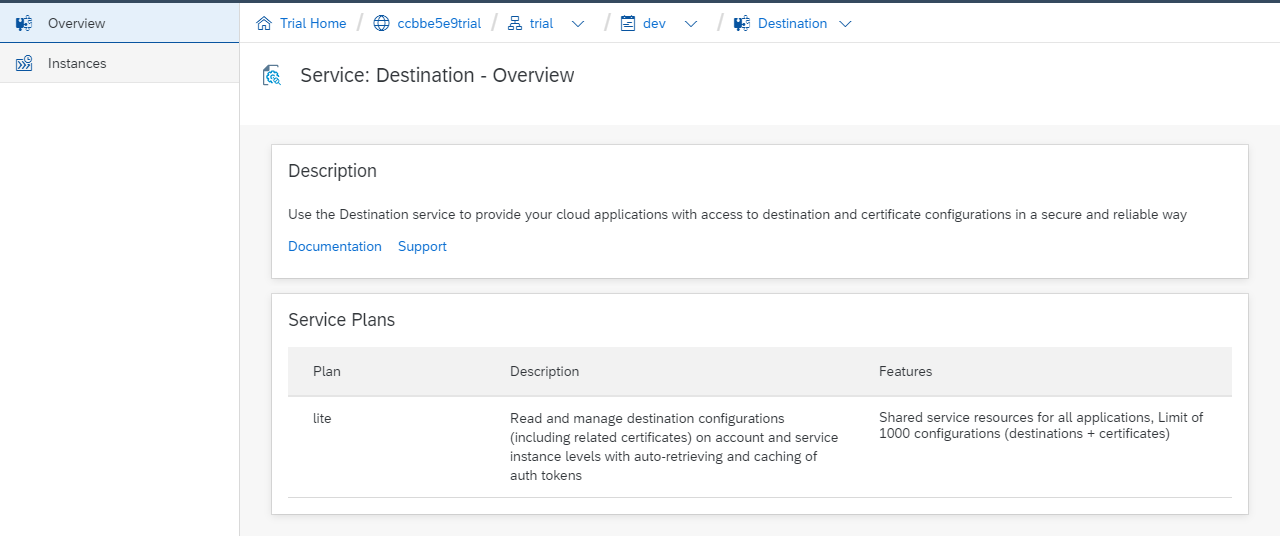 Overview
Instances
Trial Home / ccbbe5e9trial / trial / dev / Destination
Service: Destination - Overview
Description
Use the Destination service to provide your cloud applications with access to destination and certificate configurations in a secure and reliable way
Documentation Support
Service Plans
Plan Description Features
lite
Read and manage destination configurations
(including related certificates) on account and service
instance levels with auto-retrieving and caching of
auth tokens
Shared service resources for all applications, Limit of
1000 configurations (destinations + certificates)